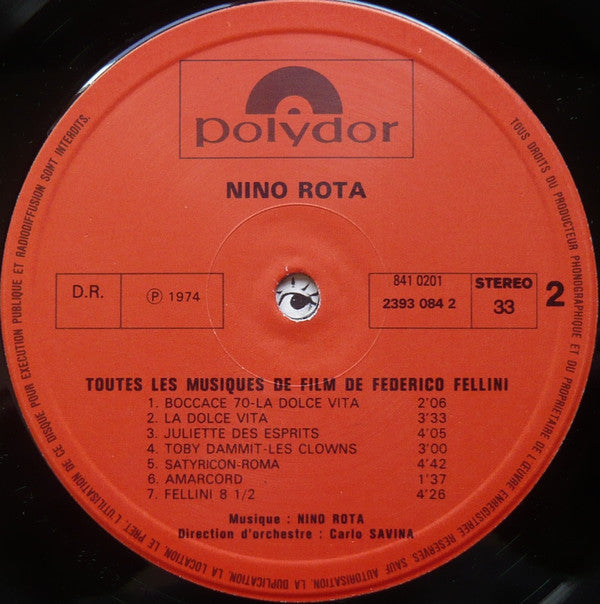 polydor
NINO ROTA
D.R.
Ⓟ 1974
841 0201
2393 084 2
STEREO
33
2
TOUTES LES MUSIQUES DE FILM DE FEDERICO FELLINI
1. BOCCACE 70-LA DOLCE VITA 2'06
2. LA DOLCE VITA 3'33
3. JULIETTE DES ESPRITS 4'05
4. TOBY DAMMIT-LES CLOWNS 3'00
5. SATYRICON-ROMA 4'42
6. AMARCORD 1'37
7. FELLINI 8 1/2 4'26
Musique : NINO ROTA
Direction d'orchestre : Carlo SAVINA
TOUS DROITS DU PRODUCTEUR PHONOGRAPHIQUE ET DU PROPRIETAIRE DE L'ŒUVRE ENREGISTREE RESERVES. SAUF AUTORISATION, LA DUPLICATION, LA LOCATION, LE PRET, L'UTILISATION DE CE DISQUE POUR EXECUTION PUBLIQUE ET RADIODIFFUSION SONT INTERDITS.